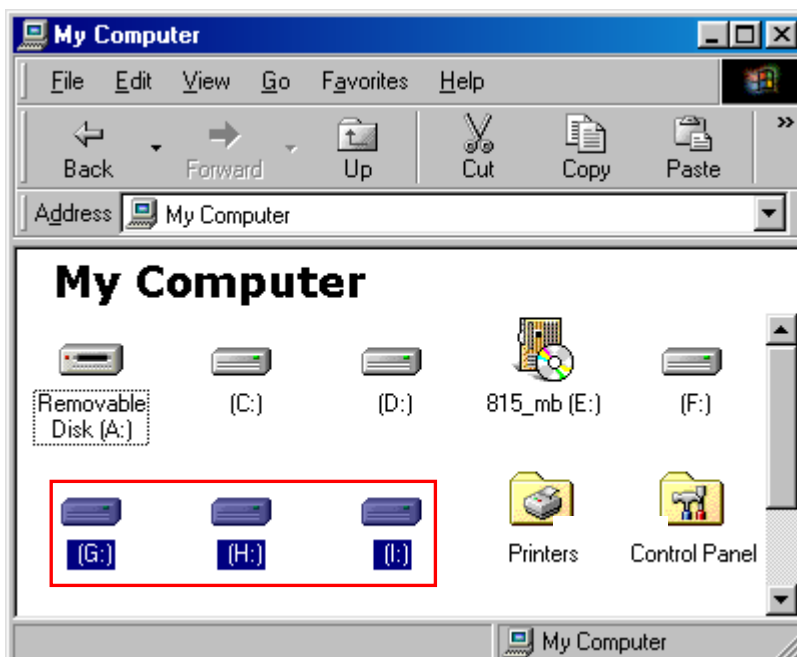 My Computer
File Edit View Go Favorites Help
»
Back Forward Up Cut Copy Paste
Address My Computer
My Computer
Removable Disk (A:)
(C:)
(D:)
815_mb (E:)
(F:)
(G:)
(H:)
(I:)
Printers
Control Panel
My Computer